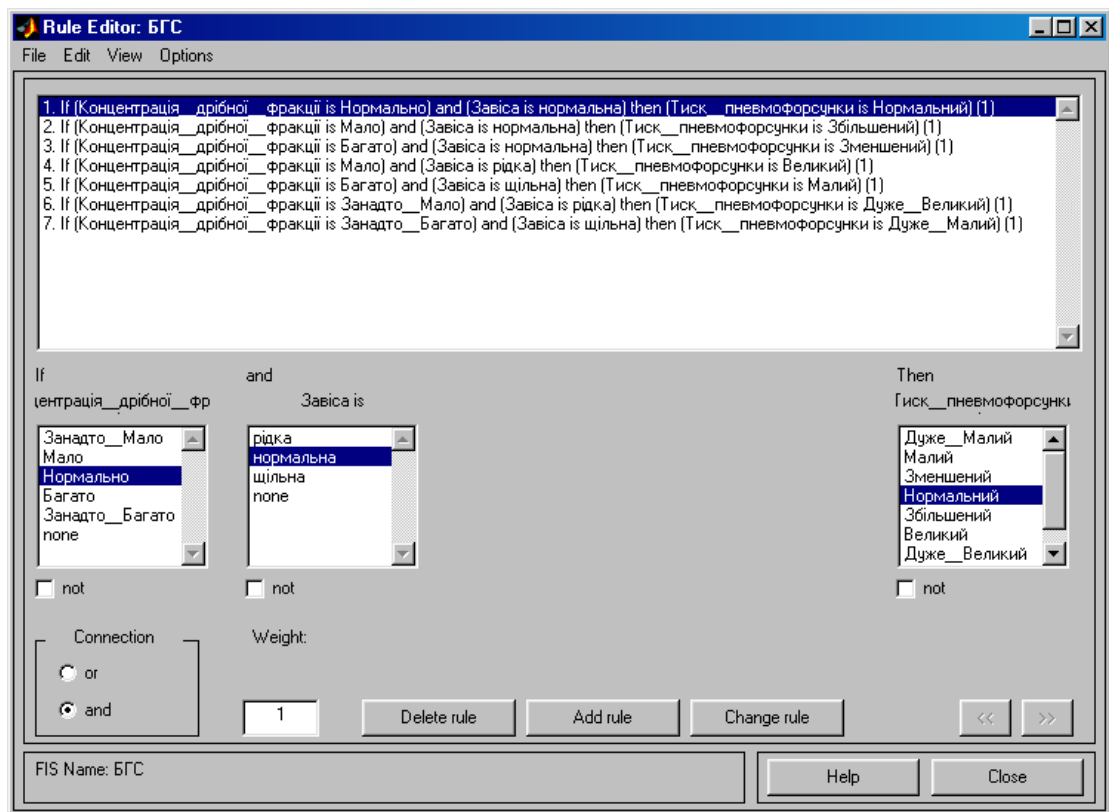 Rule Editor: БГС
File Edit View Options
1. If (Концентрація__дрібної__фракції is Нормально) and (Завіса is нормальна) then (Тиск__пневмофорсунки is Нормальний) (1)
2. If (Концентрація__дрібної__фракції is Мало) and (Завіса is нормальна) then (Тиск__пневмофорсунки is Збільшений) (1)
3. If (Концентрація__дрібної__фракції is Багато) and (Завіса is нормальна) then (Тиск__пневмофорсунки is Зменшений) (1)
4. If (Концентрація__дрібної__фракції is Мало) and (Завіса is рідка) then (Тиск__пневмофорсунки is Великий) (1)
5. If (Концентрація__дрібної__фракції is Багато) and (Завіса is щільна) then (Тиск__пневмофорсунки is Малий) (1)
6. If (Концентрація__дрібної__фракції is Занадто__Мало) and (Завіса is рідка) then (Тиск__пневмофорсунки is Дуже__Великий) (1)
7. If (Концентрація__дрібної__фракції is Занадто__Багато) and (Завіса is щільна) then (Тиск__пневмофорсунки is Дуже__Малий) (1)
If and Then
центрація__дрібної__фр Завіса is Тиск__пневмофорсунки
Занадто__Мало
Мало
Нормально
Багато
Занадто__Багато
none
рідка
нормальна
щільна
none
Дуже__Малий
Малий
Зменшений
Нормальний
Збільшений
Великий
Дуже__Великий
not not not
Connection
or
and
Weight:
1
Delete rule Add rule Change rule << >>
FIS Name: БГС
Help Close